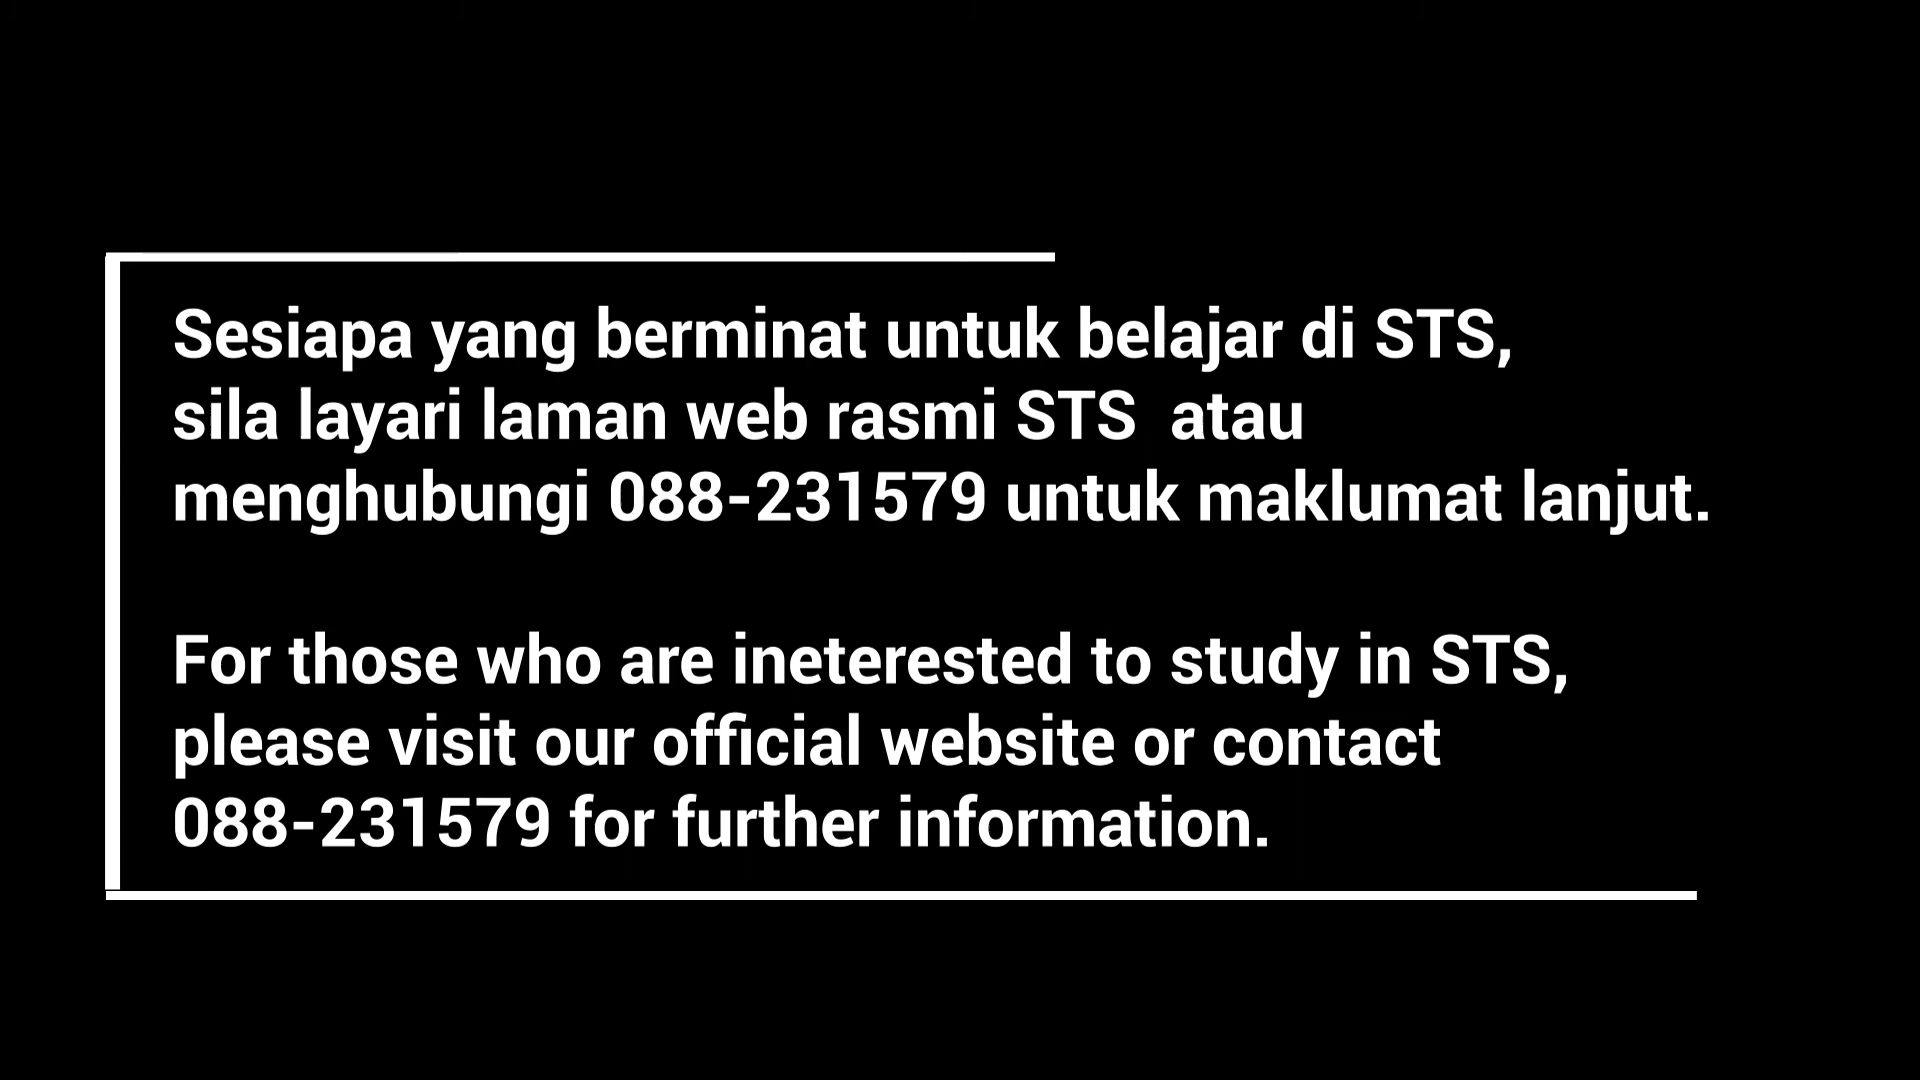 Sesiapa yang berminat untuk belajar di STS,
sila layari laman web rasmi STS  atau
menghubungi 088-231579 untuk maklumat lanjut.
For those who are ineterested to study in STS,
please visit our official website or contact
088-231579 for further information.